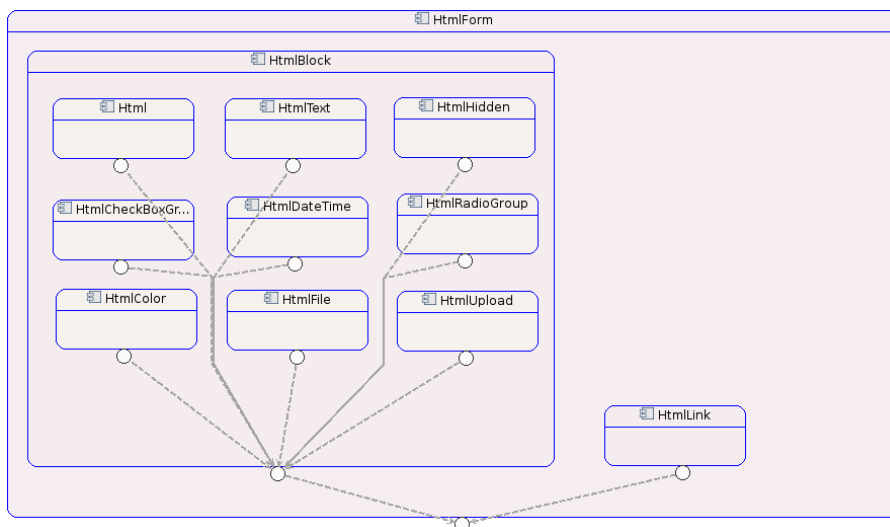 HtmlForm
HtmlBlock
Html
HtmlText
HtmlHidden
HtmlCheckBoxGr...
HtmlDateTime
HtmlRadioGroup
HtmlColor
HtmlFile
HtmlUpload
HtmlLink